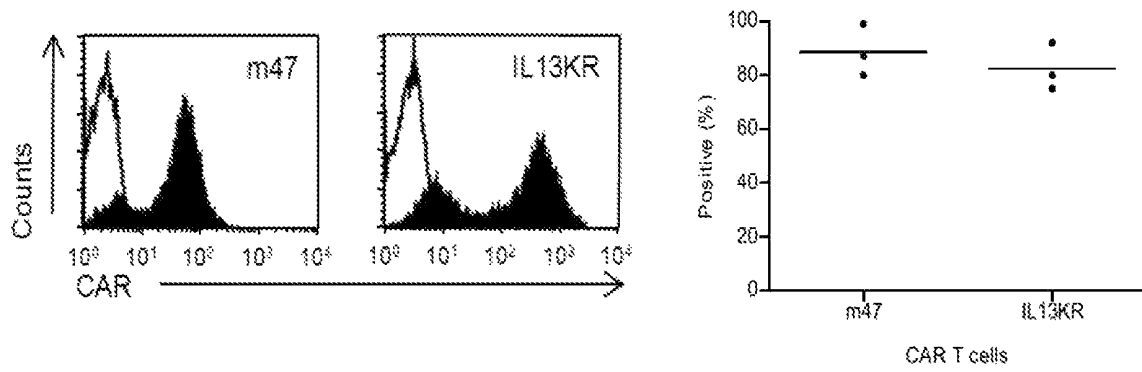 m47
IL13KR
Counts
10⁰ 10¹ 10² 10³ 10⁴
10⁰ 10¹ 10² 10³ 10⁴
CAR
Positive (%)
100
80
60
40
20
0
m47
IL13KR
CAR T cells